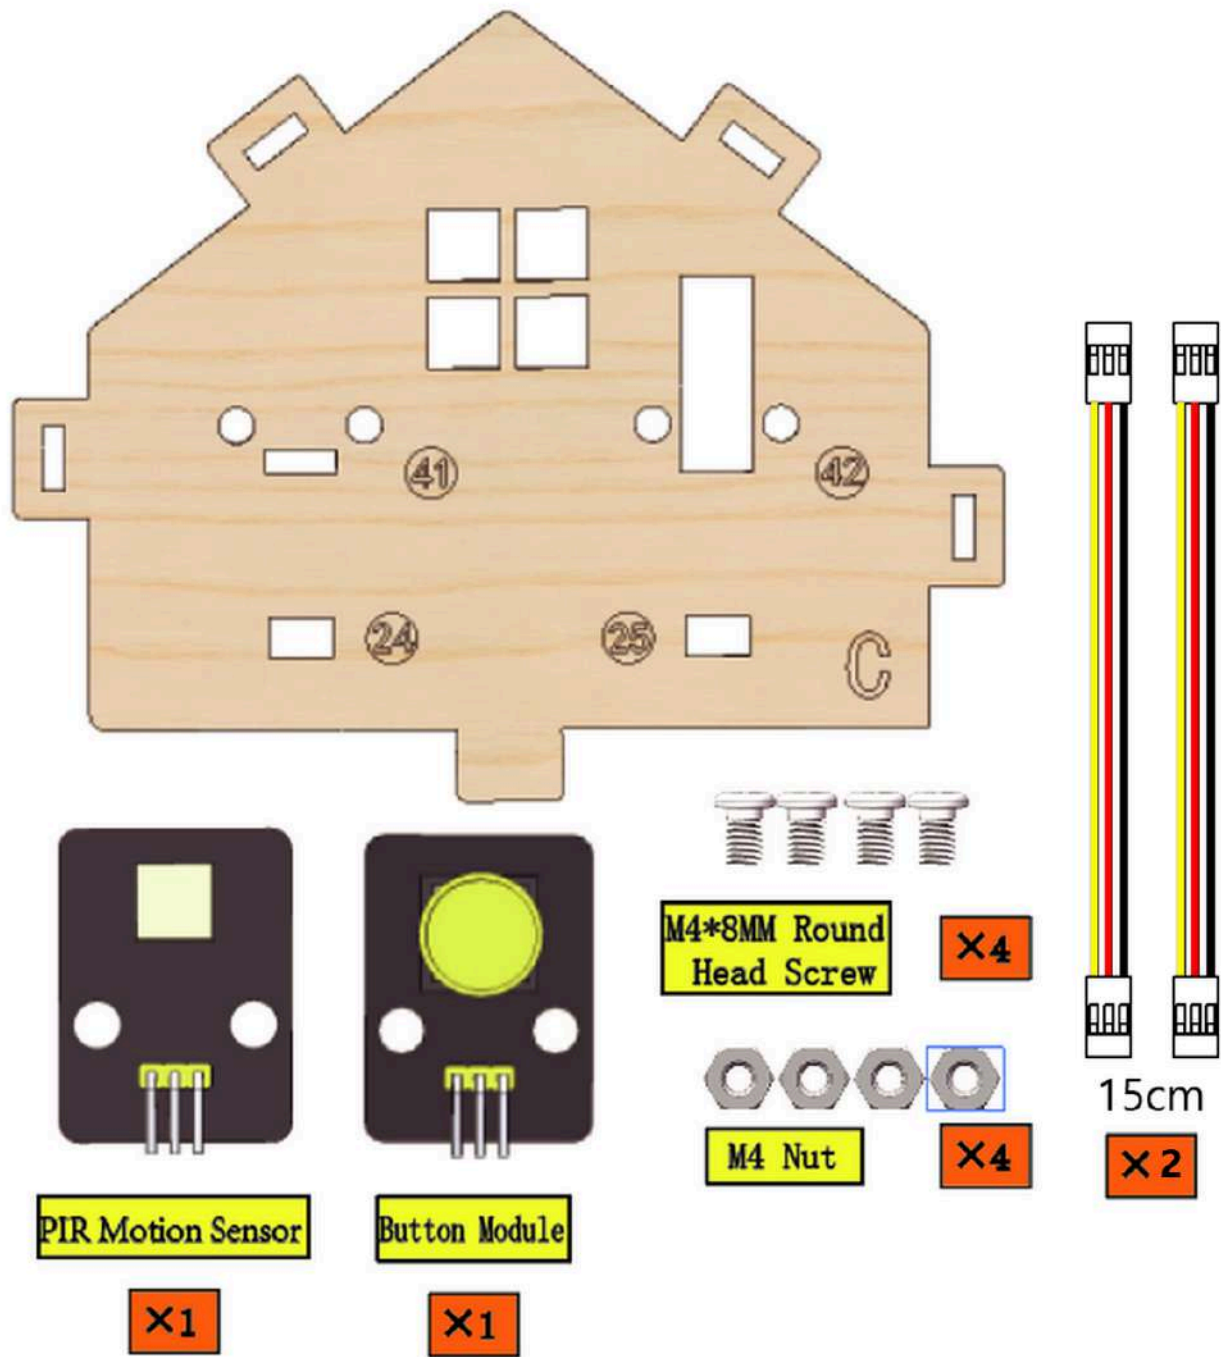 41
42
24
25
C
M4*8MM Round
Head Screw
×4
M4 Nut
×4
15cm
×2
PIR Motion Sensor
×1
Button Module
×1